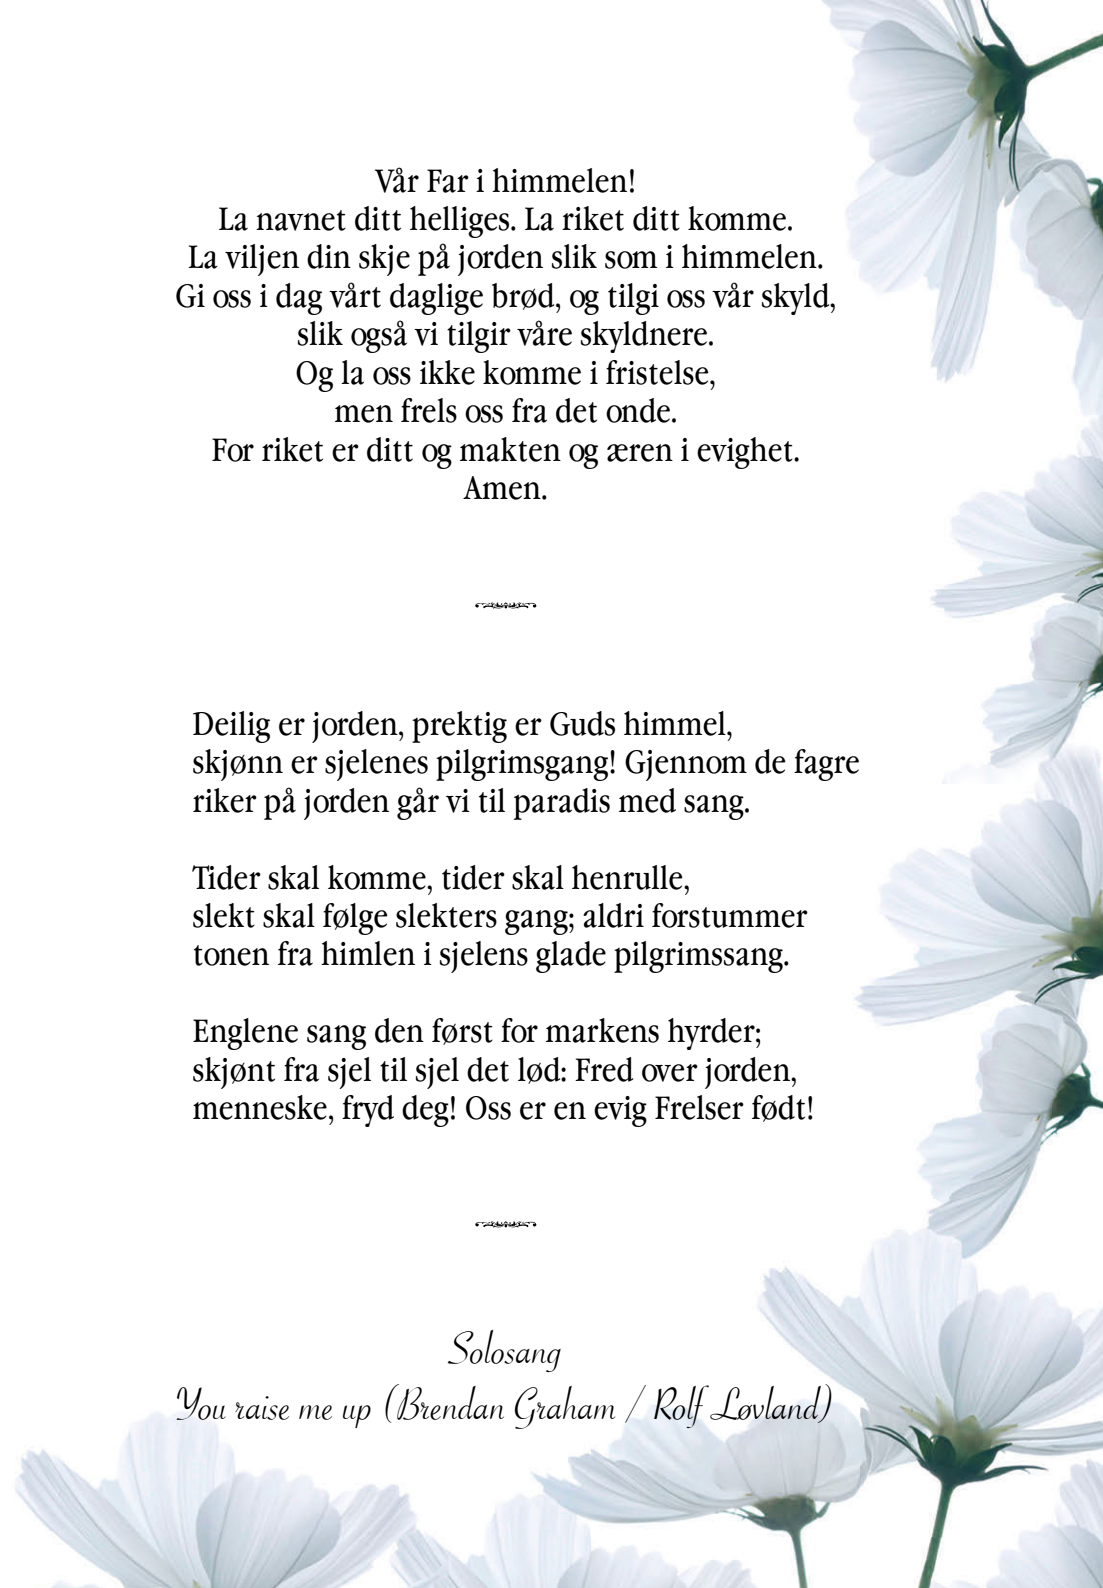 Vår Far i himmelen!
La navnet ditt helliges. La riket ditt komme.
La viljen din skje på jorden slik som i himmelen.
Gi oss i dag vårt daglige brød, og tilgi oss vår skyld,
slik også vi tilgir våre skyldnere.
Og la oss ikke komme i fristelse,
men frels oss fra det onde.
For riket er ditt og makten og æren i evighet.
Amen.
Deilig er jorden, prektig er Guds himmel,
skjønn er sjelenes pilgrimsgang! Gjennom de fagre
riker på jorden går vi til paradis med sang.
Tider skal komme, tider skal henrulle,
slekt skal følge slekters gang; aldri forstummer
tonen fra himlen i sjelens glade pilgrimssang.
Englene sang den først for markens hyrder;
skjønt fra sjel til sjel det lød: Fred over jorden,
menneske, fryd deg! Oss er en evig Frelser født!
Solosang
You raise me up (Brendan Graham / Rolf Løvland)